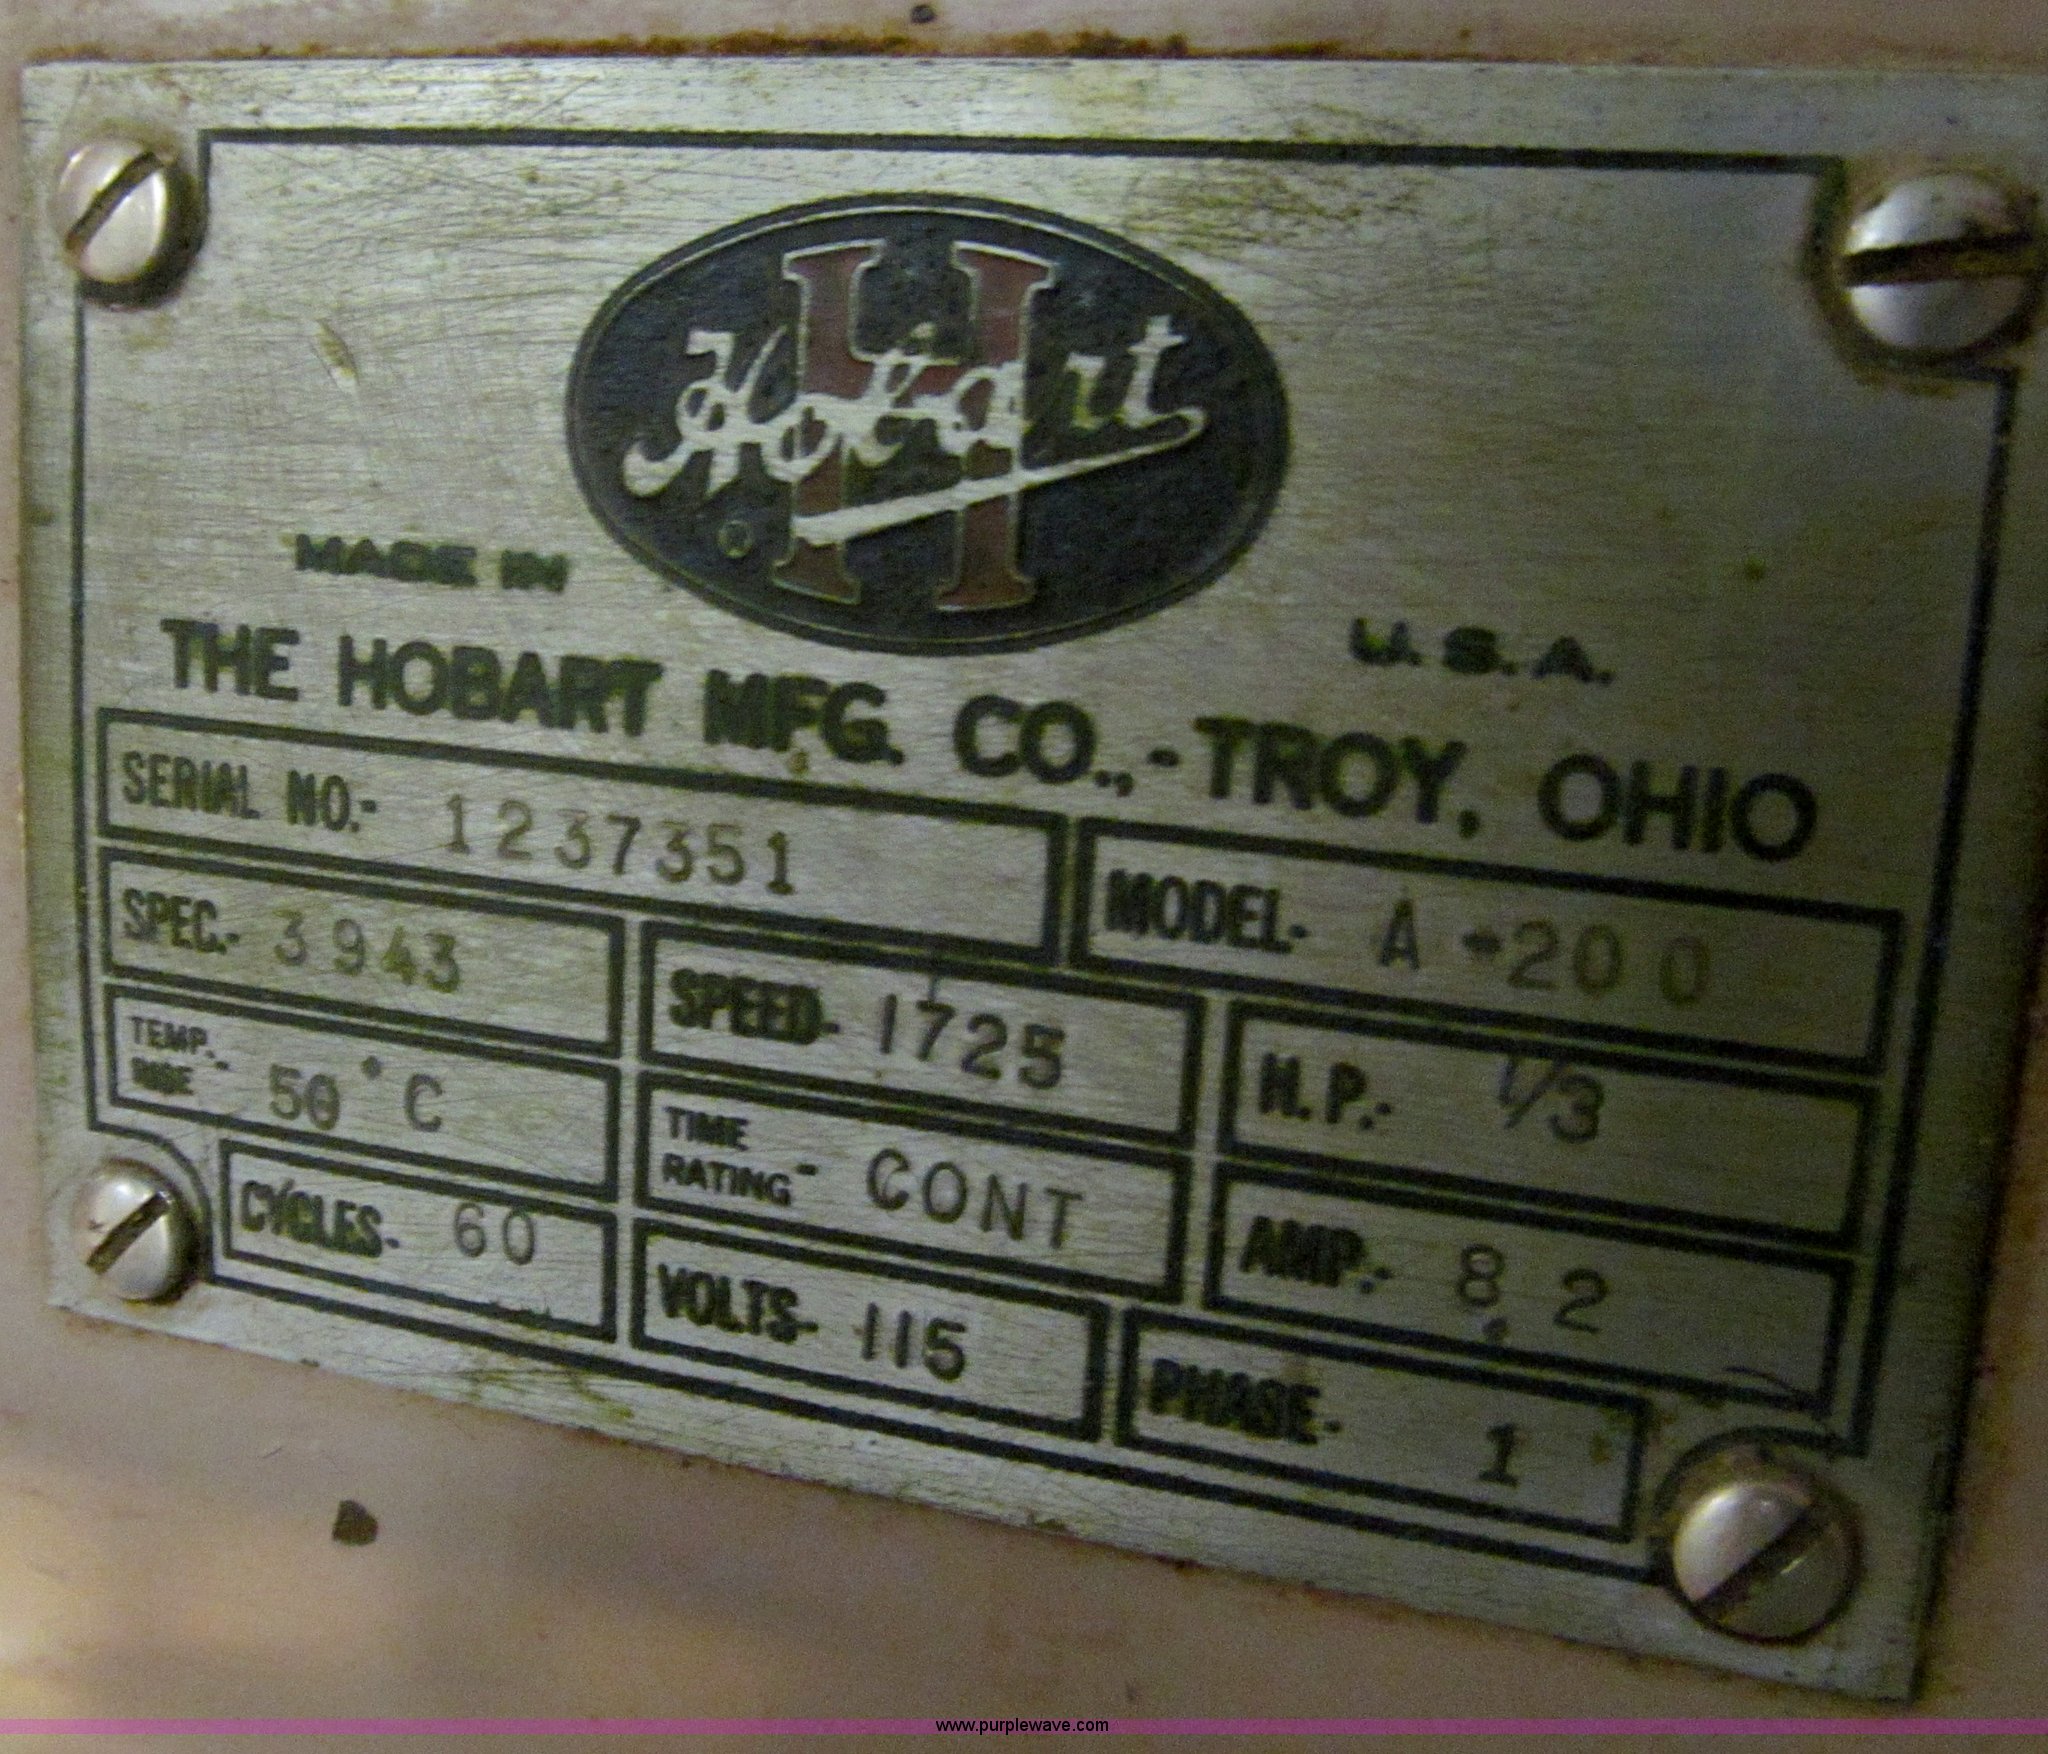 Hobart
MADE IN
U.S.A.
THE HOBART MFG. CO.,-TROY, OHIO
SERIAL NO.- 1237351
MODEL- A-200
SPEC.- 3943
SPEED- 1725
H.P.- 1/3
TEMP. RISE - 50°C
TIME RATING - CONT
AMP.- 8.2
CYCLES- 60
VOLTS- 115
PHASE- 1
www.purplewave.com